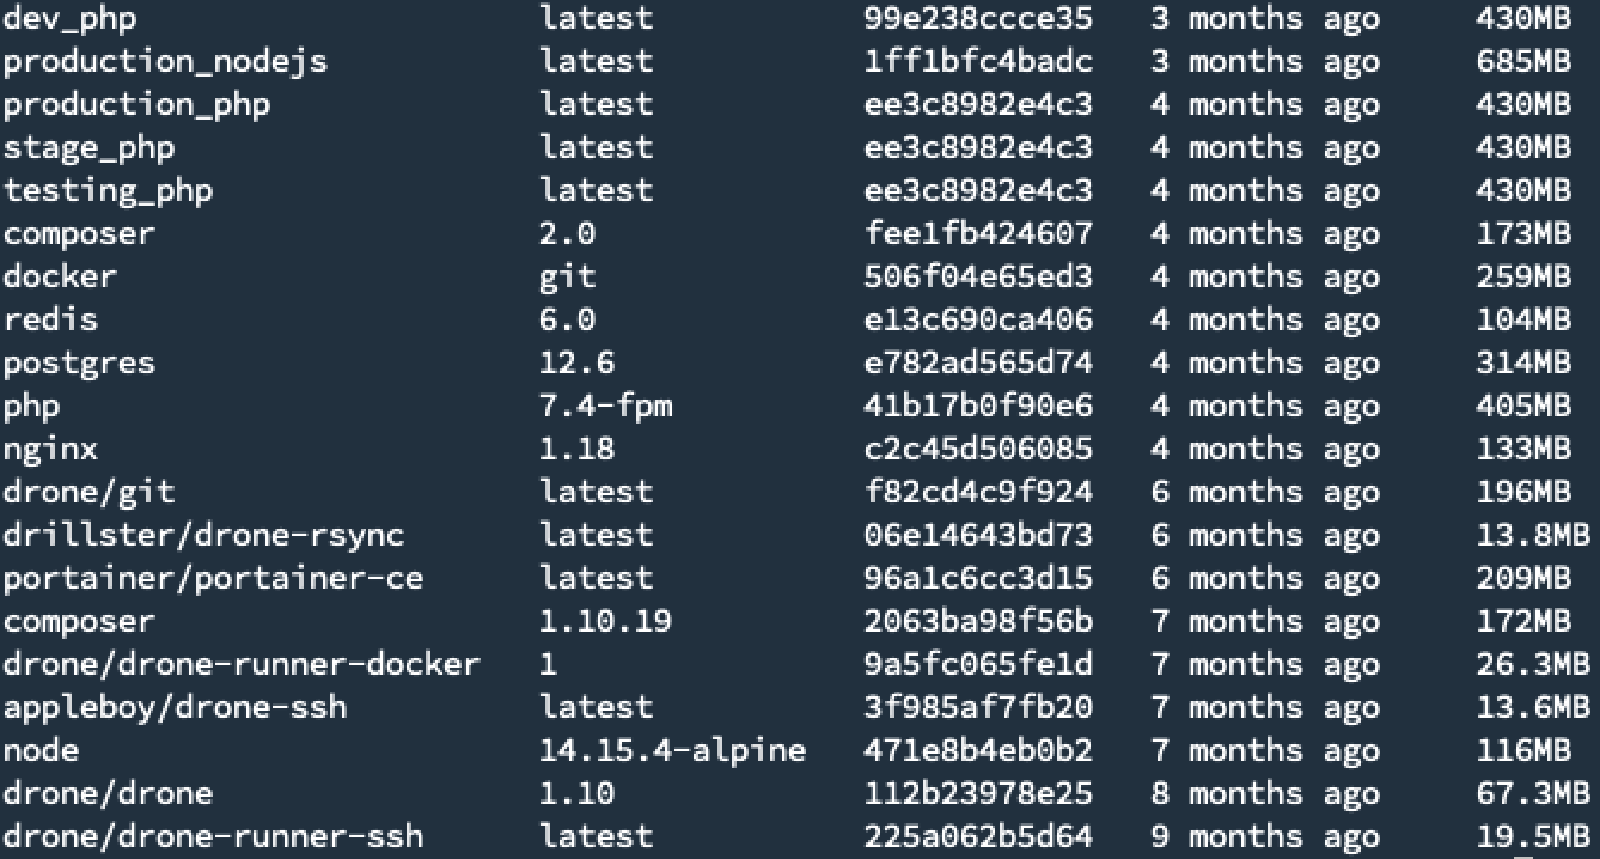 dev_php latest 99e238ccce35 3 months ago 430MB
production_nodejs latest 1ff1bfc4badc 3 months ago 685MB
production_php latest ee3c8982e4c3 4 months ago 430MB
stage_php latest ee3c8982e4c3 4 months ago 430MB
testing_php latest ee3c8982e4c3 4 months ago 430MB
composer 2.0 fee1fb424607 4 months ago 173MB
docker git 506f04e65ed3 4 months ago 259MB
redis 6.0 e13c690ca406 4 months ago 104MB
postgres 12.6 e782ad565d74 4 months ago 314MB
php 7.4-fpm 41b17b0f90e6 4 months ago 405MB
nginx 1.18 c2c45d506085 4 months ago 133MB
drone/git latest f82cd4c9f924 6 months ago 196MB
drillster/drone-rsync latest 06e14643bd73 6 months ago 13.8MB
portainer/portainer-ce latest 96a1c6cc3d15 6 months ago 209MB
composer 1.10.19 2063ba98f56b 7 months ago 172MB
drone/drone-runner-docker 1 9a5fc065fe1d 7 months ago 26.3MB
appleboy/drone-ssh latest 3f985af7fb20 7 months ago 13.6MB
node 14.15.4-alpine 471e8b4eb0b2 7 months ago 116MB
drone/drone 1.10 112b23978e25 8 months ago 67.3MB
drone/drone-runner-ssh latest 225a062b5d64 9 months ago 19.5MB